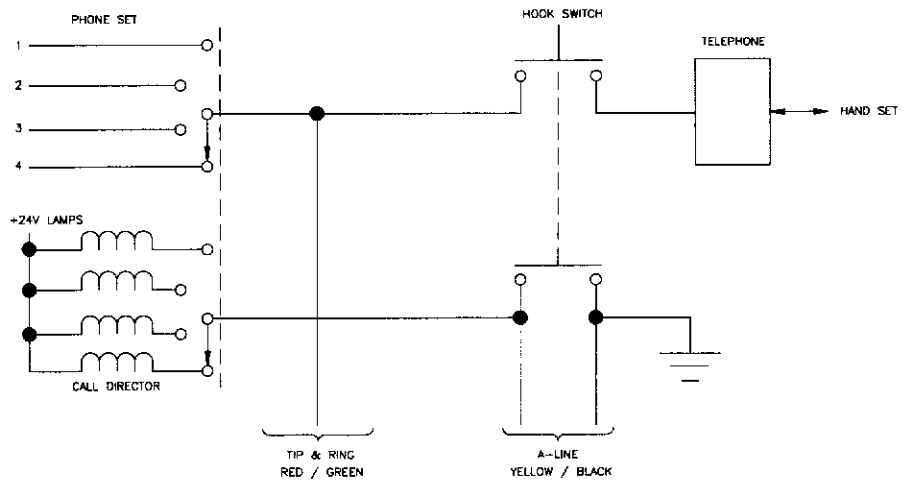 PHONE SET
HOOK SWITCH
TELEPHONE
1
2
3
4
HAND SET
+24V LAMPS
CALL DIRECTOR
TIP & RING
RED / GREEN
A-LINE
YELLOW / BLACK